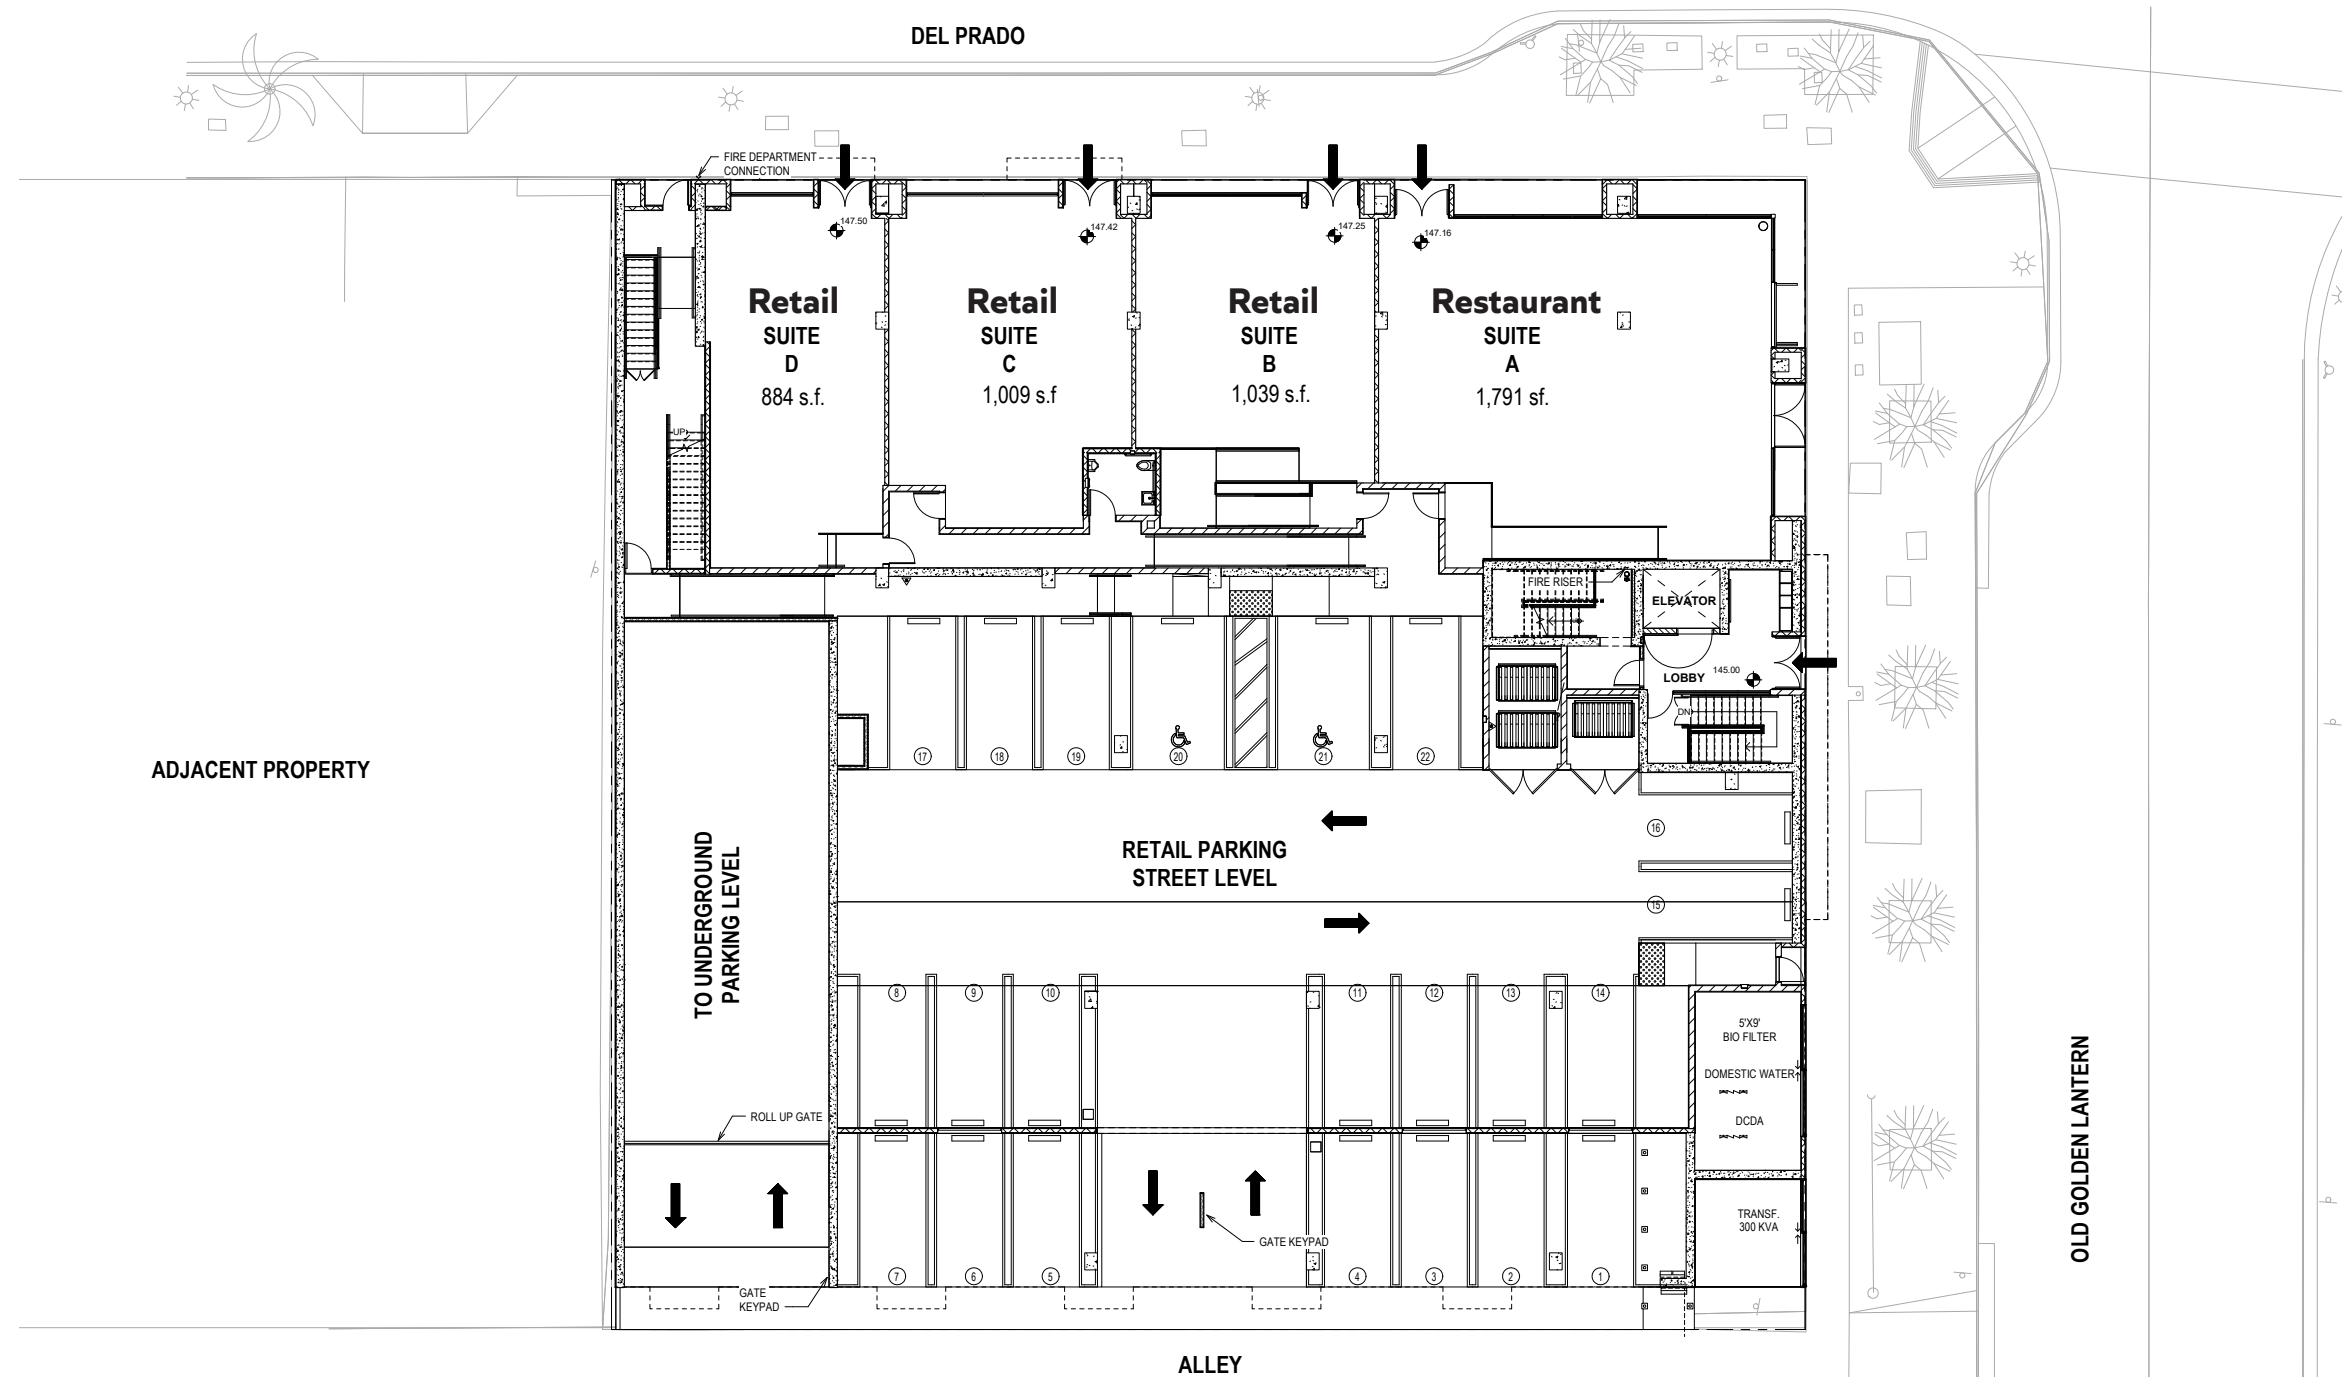 DEL PRADO
FIRE DEPARTMENT
CONNECTION
147.50
147.42
147.25
147.16
Retail
SUITE
D
884 s.f.
Retail
SUITE
C
1,009 s.f
Retail
SUITE
B
1,039 s.f.
Restaurant
SUITE
A
1,791 sf.
UP
FIRE RISER
ELEVATOR
LOBBY
145.00
DN
17
18
19
20
21
22
ADJACENT PROPERTY
TO UNDERGROUND
PARKING LEVEL
RETAIL PARKING
STREET LEVEL
16
15
8
9
10
11
12
13
14
5'X9'
BIO FILTER
DOMESTIC WATER
DCDA
ROLL UP GATE
TRANSF.
300 KVA
GATE KEYPAD
7
6
5
4
3
2
1
GATE
KEYPAD
OLD GOLDEN LANTERN
ALLEY